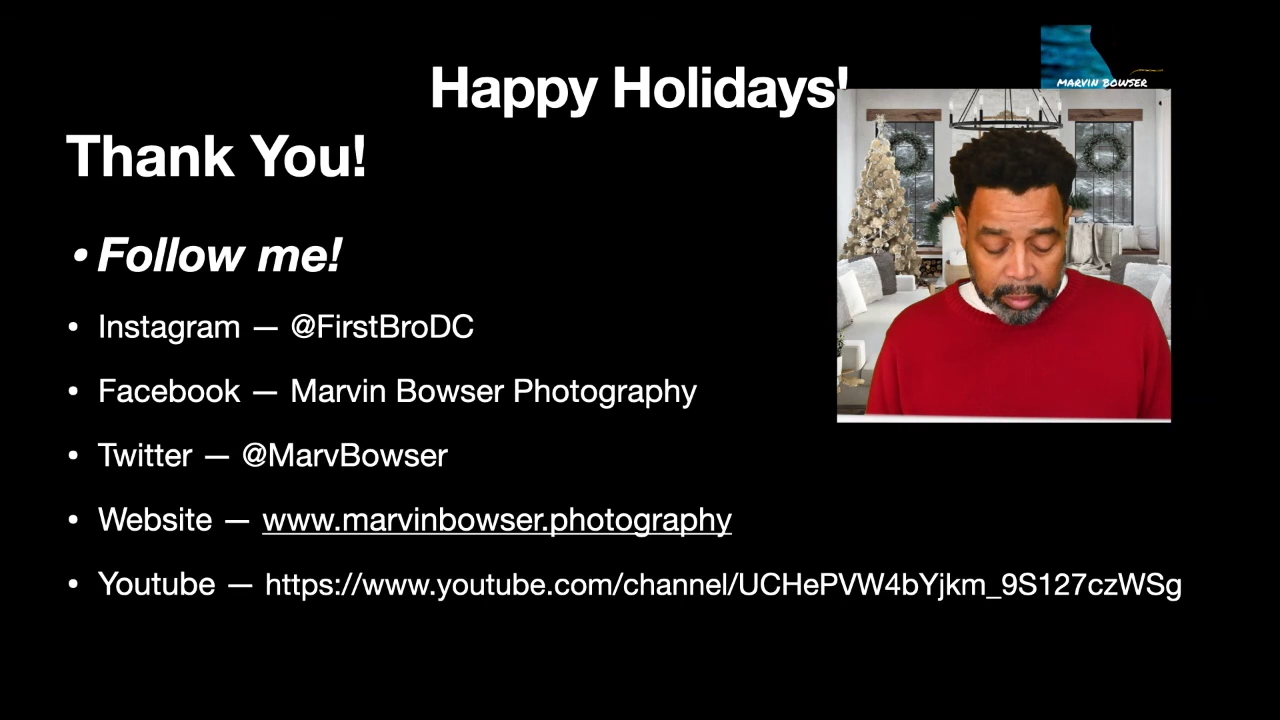 MARVIN BOWSER
Happy Holidays!
Thank You!
• Follow me!
• Instagram — @FirstBroDC
• Facebook — Marvin Bowser Photography
• Twitter — @MarvBowser
• Website — www.marvinbowser.photography
• Youtube — https://www.youtube.com/channel/UCHePVW4bYjkm_9S127czWSg